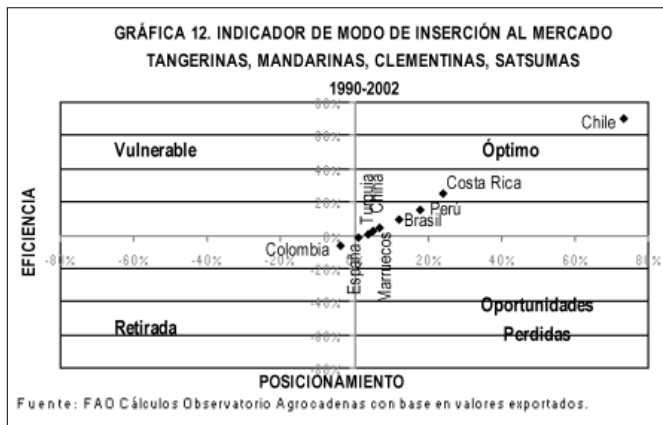 GRÁFICA 12. INDICADOR DE MODO DE INSERCIÓN AL MERCADO
TANGERINAS, MANDARINAS, CLEMENTINAS, SATSUMAS
1990-2002
80%
Chile
60%
Vulnerable
Óptimo
40%
Costa Rica
Turquia
China
20%
Perú
Brasil
EFICIENCIA
Colombia
0%
-80%
-60%
-40%
-20%
0%
20%
40%
60%
80%
España
Marruecos
-20%
-40%
Oportunidades
Retirada
Perdidas
-60%
-80%
POSICIONAMIENTO
Fuente: FAO Cálculos Observatorio Agrocadenas con base en valores exportados.